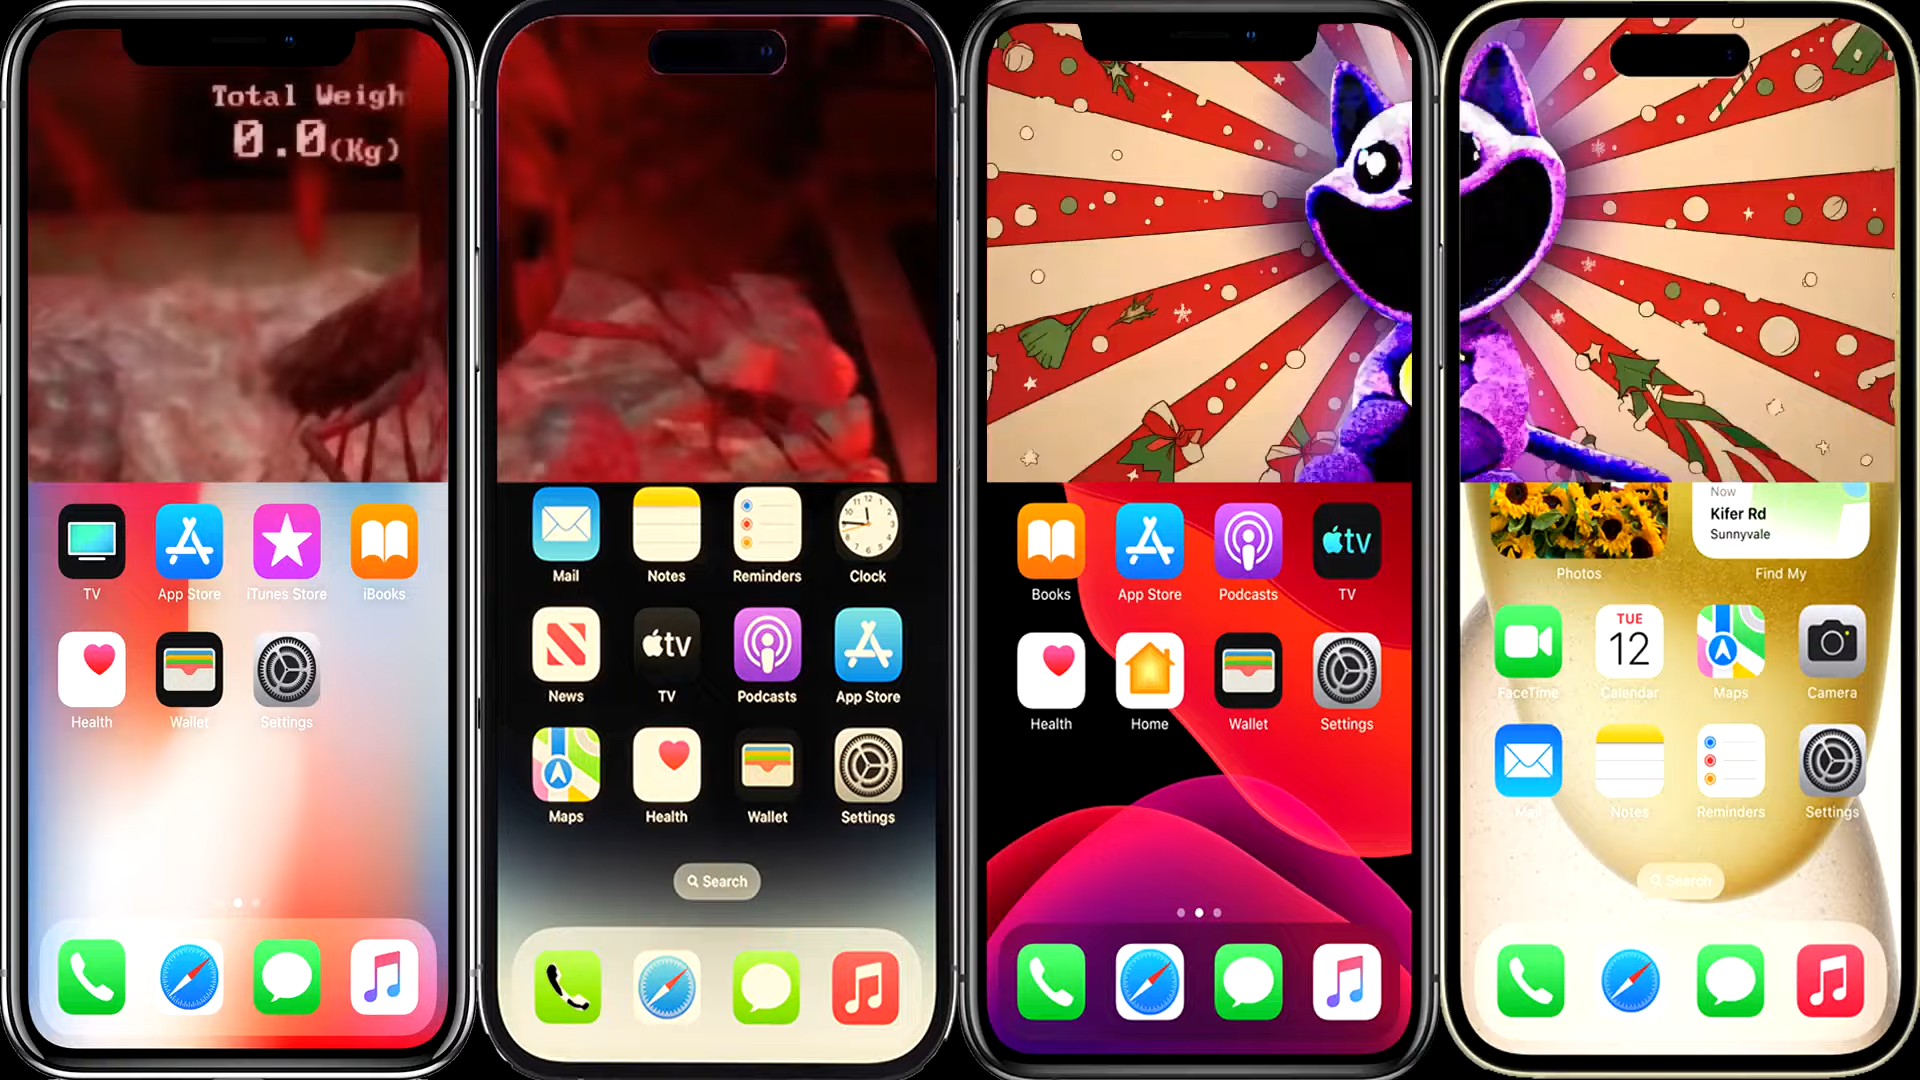 Total Weigh
0.0(Kg)
TV
App Store
iTunes Store
iBooks
Health
Wallet
Settings
Mail
Notes
Reminders
Clock
News
tv
TV
Podcasts
App Store
Maps
Health
Wallet
Settings
Search
tv
Books
App Store
Podcasts
TV
Health
Home
Wallet
Settings
Now
Kifer Rd
Sunnyvale
Photos
Find My
TUE
12
FaceTime
Calendar
Maps
Camera
Mail
Notes
Reminders
Settings
Search